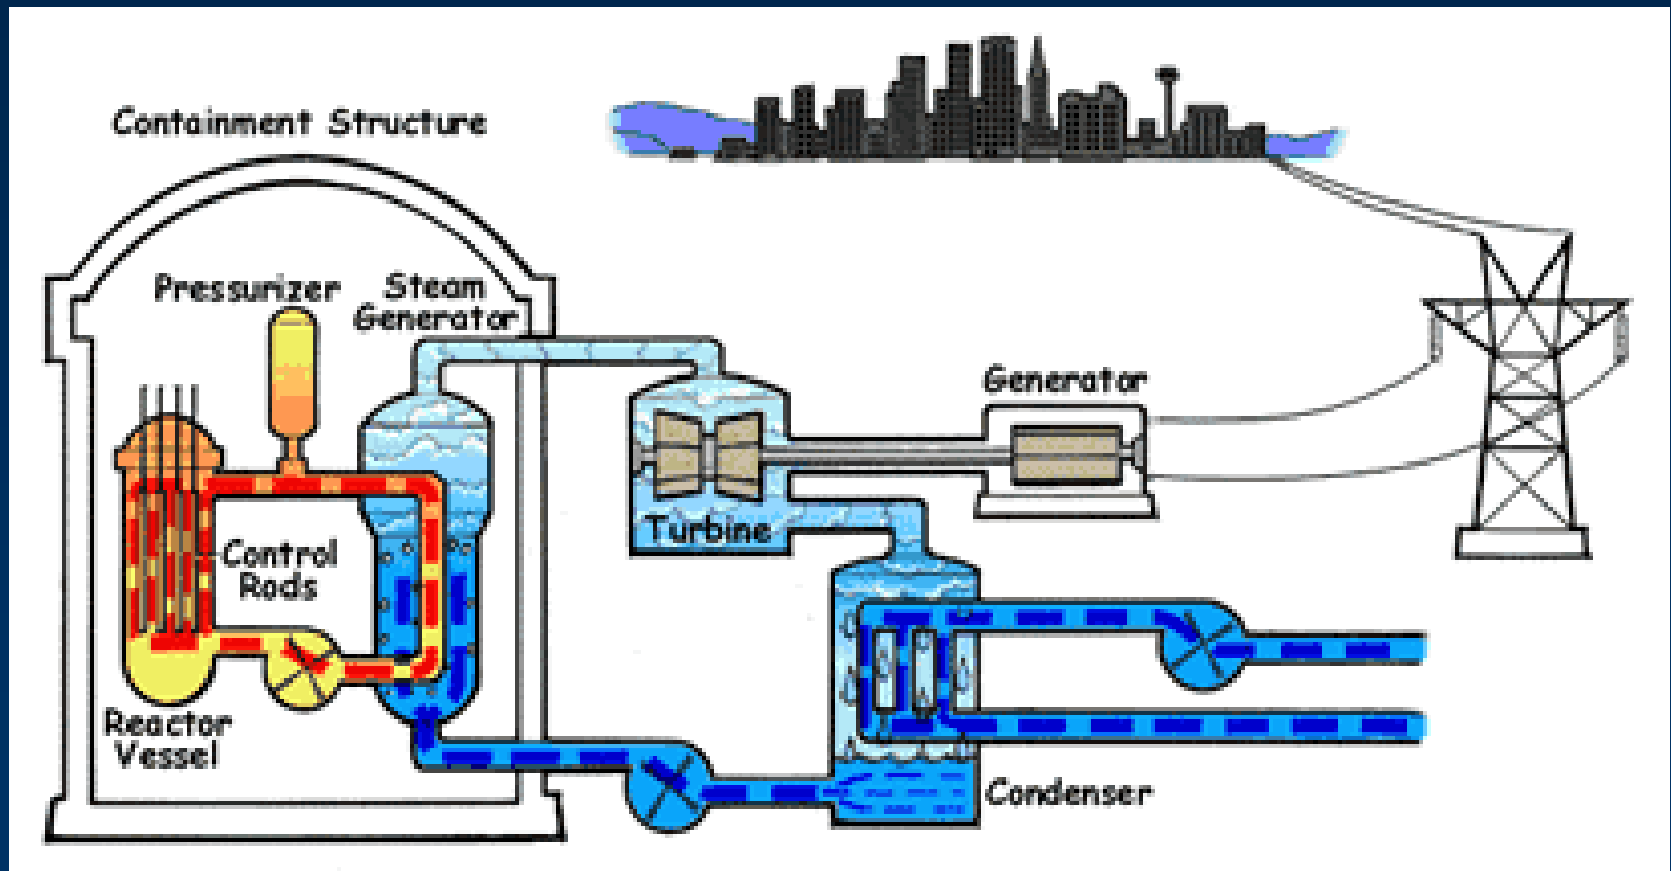 Containment Structure
Pressurizer
Steam
Generator
Generator
Turbine
Control
Rods
Reactor
Vessel
Condenser